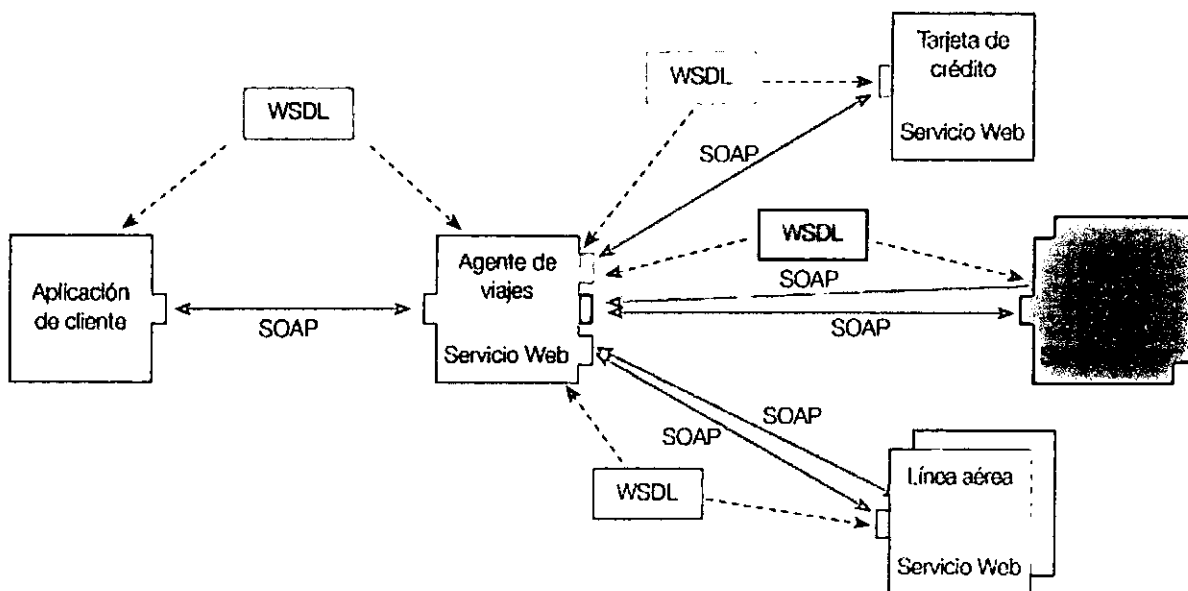 Tarjeta de
crédito
Servicio Web
WSDL
WSDL
SOAP
WSDL
SOAP
SOAP
Aplicación
de cliente
SOAP
Agente de
viajes
Servicio Web
SOAP
SOAP
WSDL
Línea aérea
Servicio Web